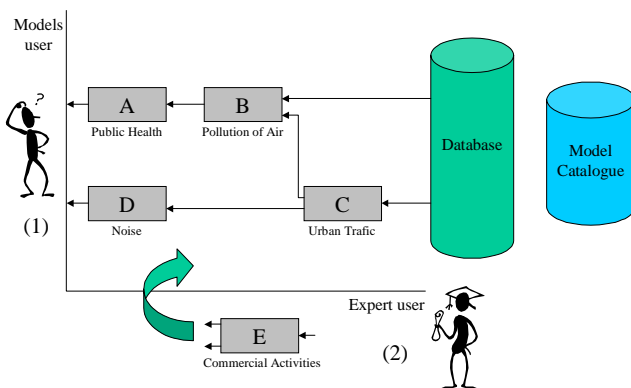 Models
user
?
A
B
Public Health
Pollution of Air
Database
Model
Catalogue
D
C
(1)
Noise
Urban Trafic
Expert user
E
(2)
Commercial Activities